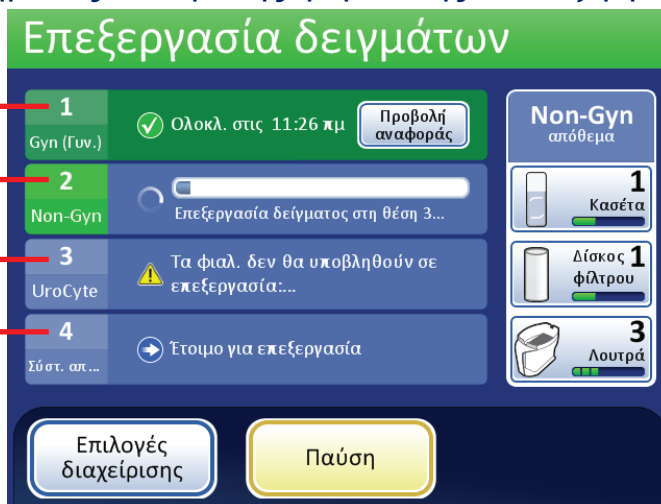 Επεξεργασία δειγμάτων
1
Gyn (Γυν.)
Ολοκλ. στις 11:26 πμ
Προβολή
αναφοράς
2
Non-Gyn
Επεξεργασία δείγματος στη θέση 3...
3
UroCyte
Τα φιαλ. δεν θα υποβληθούν σε
επεξεργασία:...
4
Σύστ. απ...
Έτοιμο για επεξεργασία
Non-Gyn
απόθεμα
1
Κασέτα
Δίσκος 1
φίλτρου
3
Λουτρά
Επιλογές
διαχείρισης
Παύση